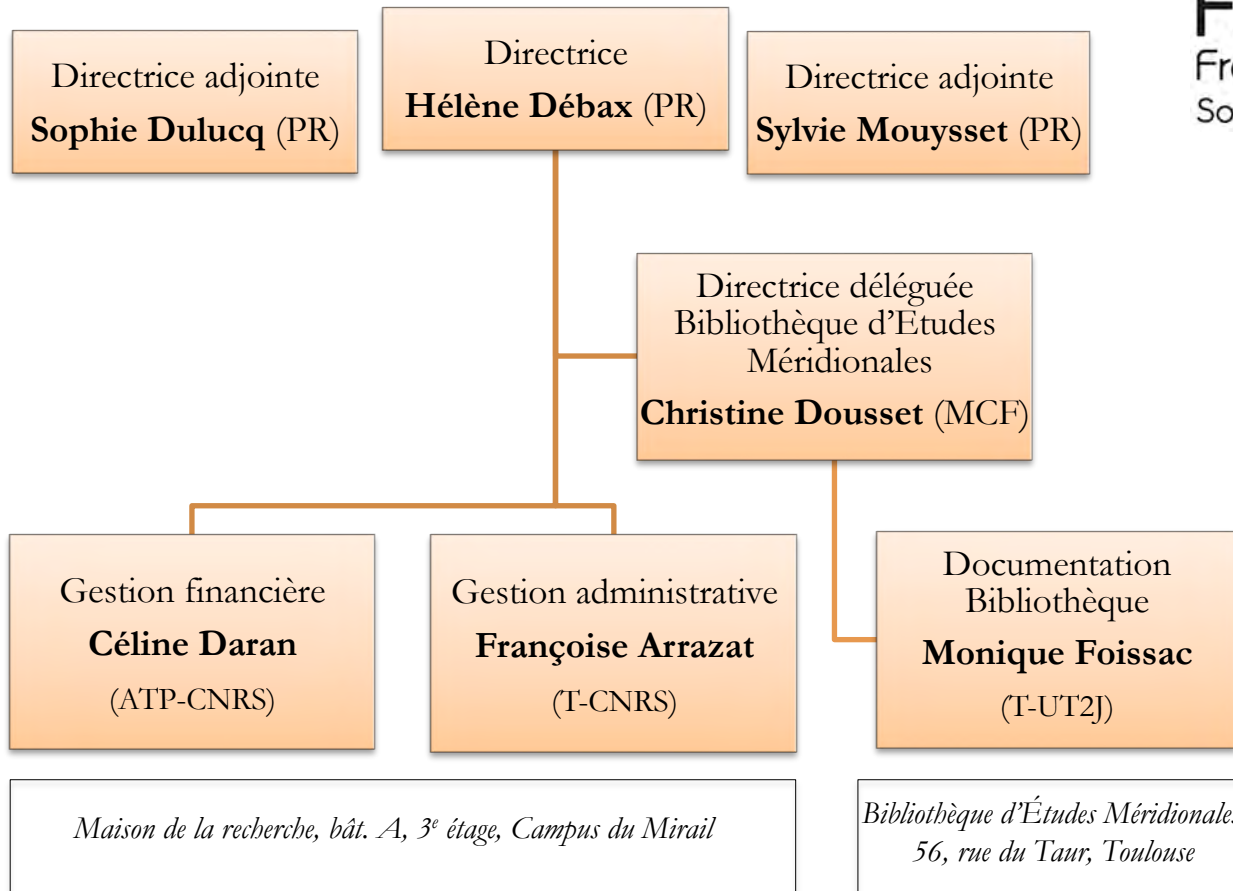 Directrice adjointe
Sophie Dulucq (PR)
Directrice
Hélène Débax (PR)
Directrice adjointe
Sylvie Mouysset (PR)
Directrice déléguée
Bibliothèque d’Etudes
Méridionales
Christine Dousset (MCF)
Gestion financière
Céline Daran
(ATP-CNRS)
Gestion administrative
Françoise Arrazat
(T-CNRS)
Documentation
Bibliothèque
Monique Foissac
(T-UT2J)
Maison de la recherche, bât. A, 3e étage, Campus du Mirail
Bibliothèque d’Études Méridionales
56, rue du Taur, Toulouse